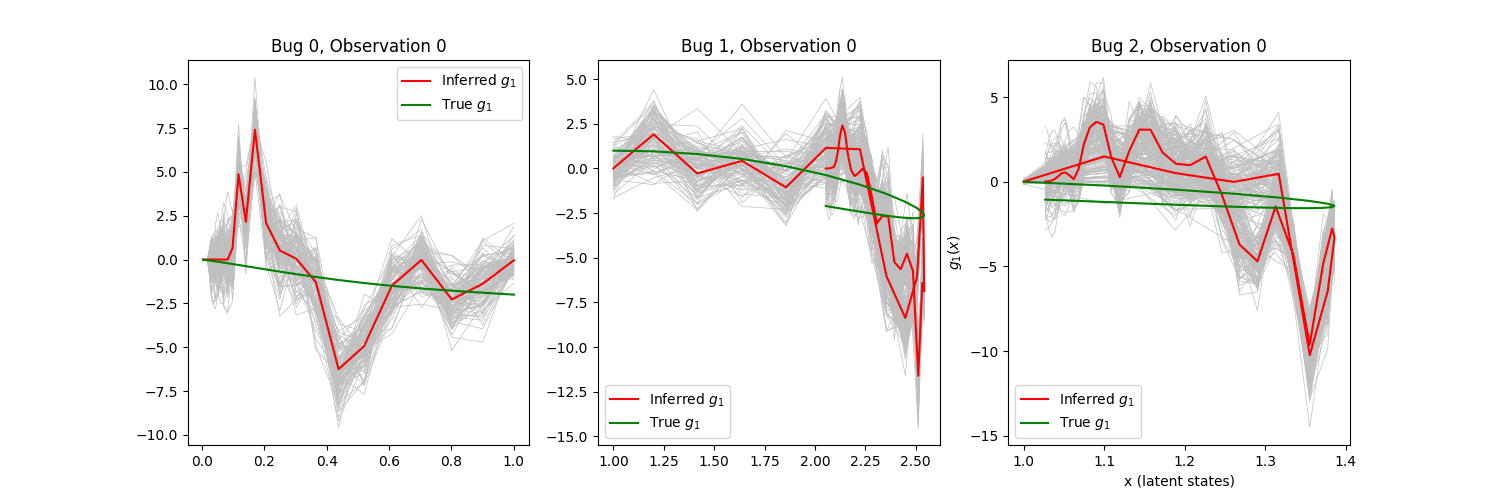 Bug 0, Observation 0
10.0
7.5
5.0
2.5
0.0
−2.5
−5.0
−7.5
−10.0
0.0 0.2 0.4 0.6 0.8 1.0
Inferred g₁
True g₁
Bug 1, Observation 0
5.0
2.5
0.0
−2.5
−5.0
−7.5
−10.0
−12.5
−15.0
1.00 1.25 1.50 1.75 2.00 2.25 2.50
Inferred g₁
True g₁
Bug 2, Observation 0
g₁(x)
5
0
−5
−10
−15
1.0 1.1 1.2 1.3 1.4
x (latent states)
Inferred g₁
True g₁